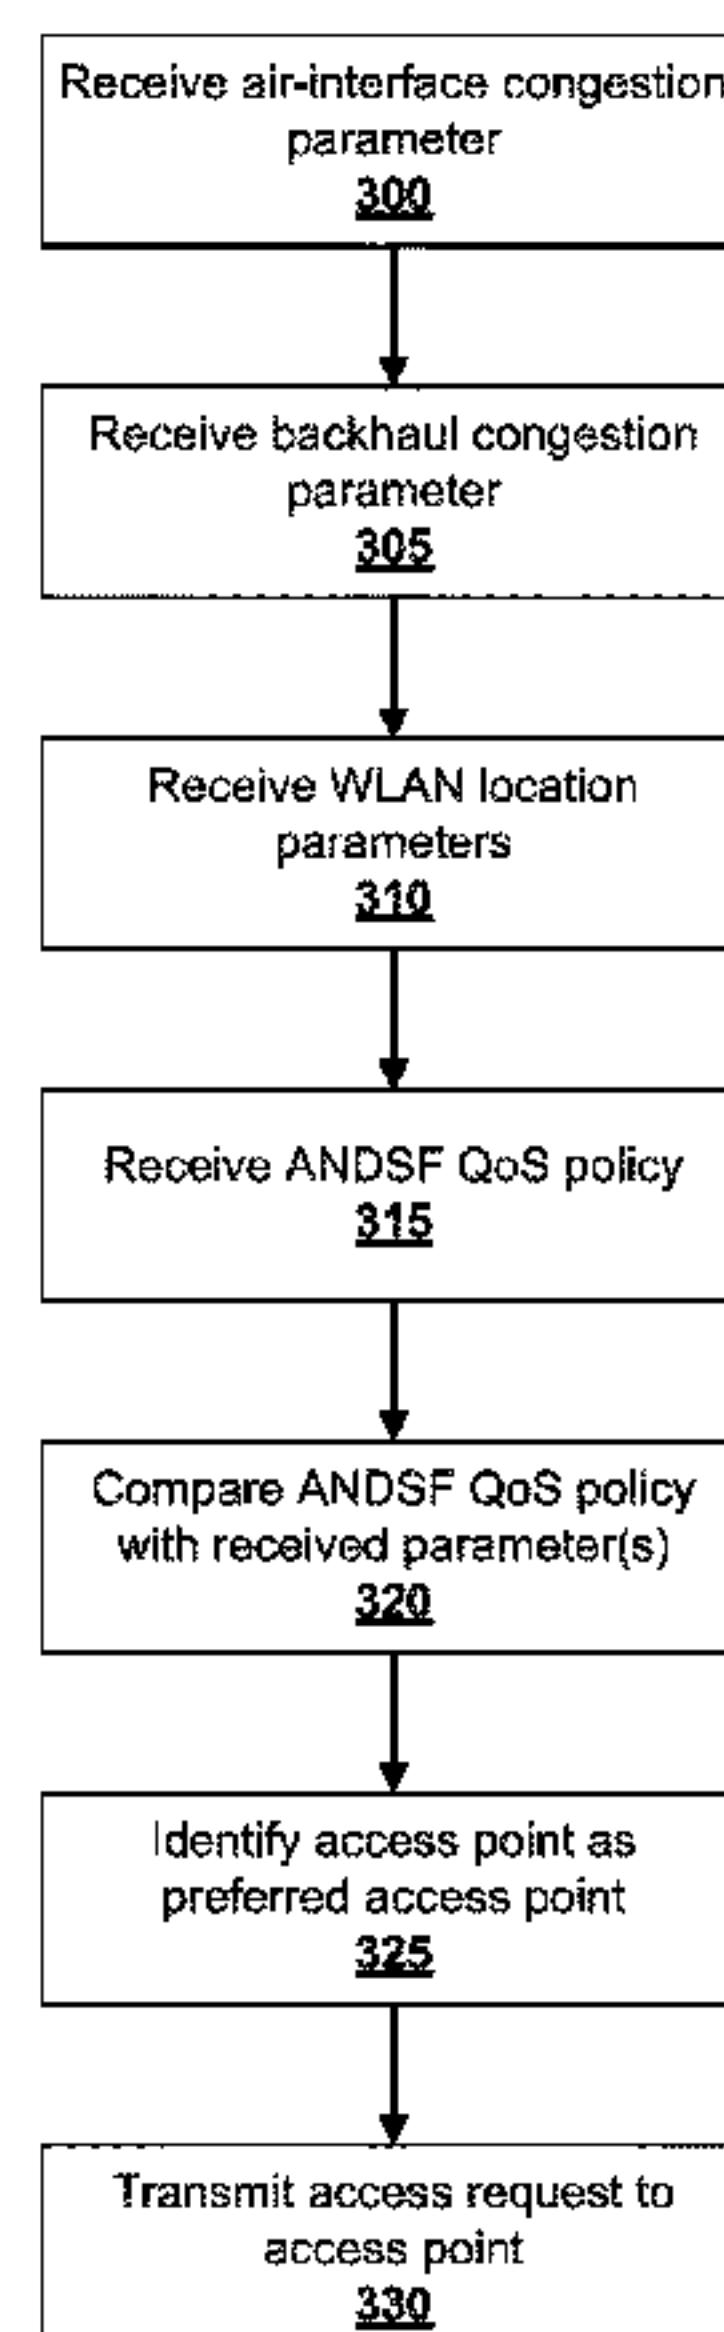 Receive air-interface congestion
parameter
300
Receive backhaul congestion
parameter
305
Receive WLAN location
parameters
310
Receive ANDSF QoS policy
315
Compare ANDSF QoS policy
with received parameter(s)
320
Identify access point as
preferred access point
325
Transmit access request to
access point
330